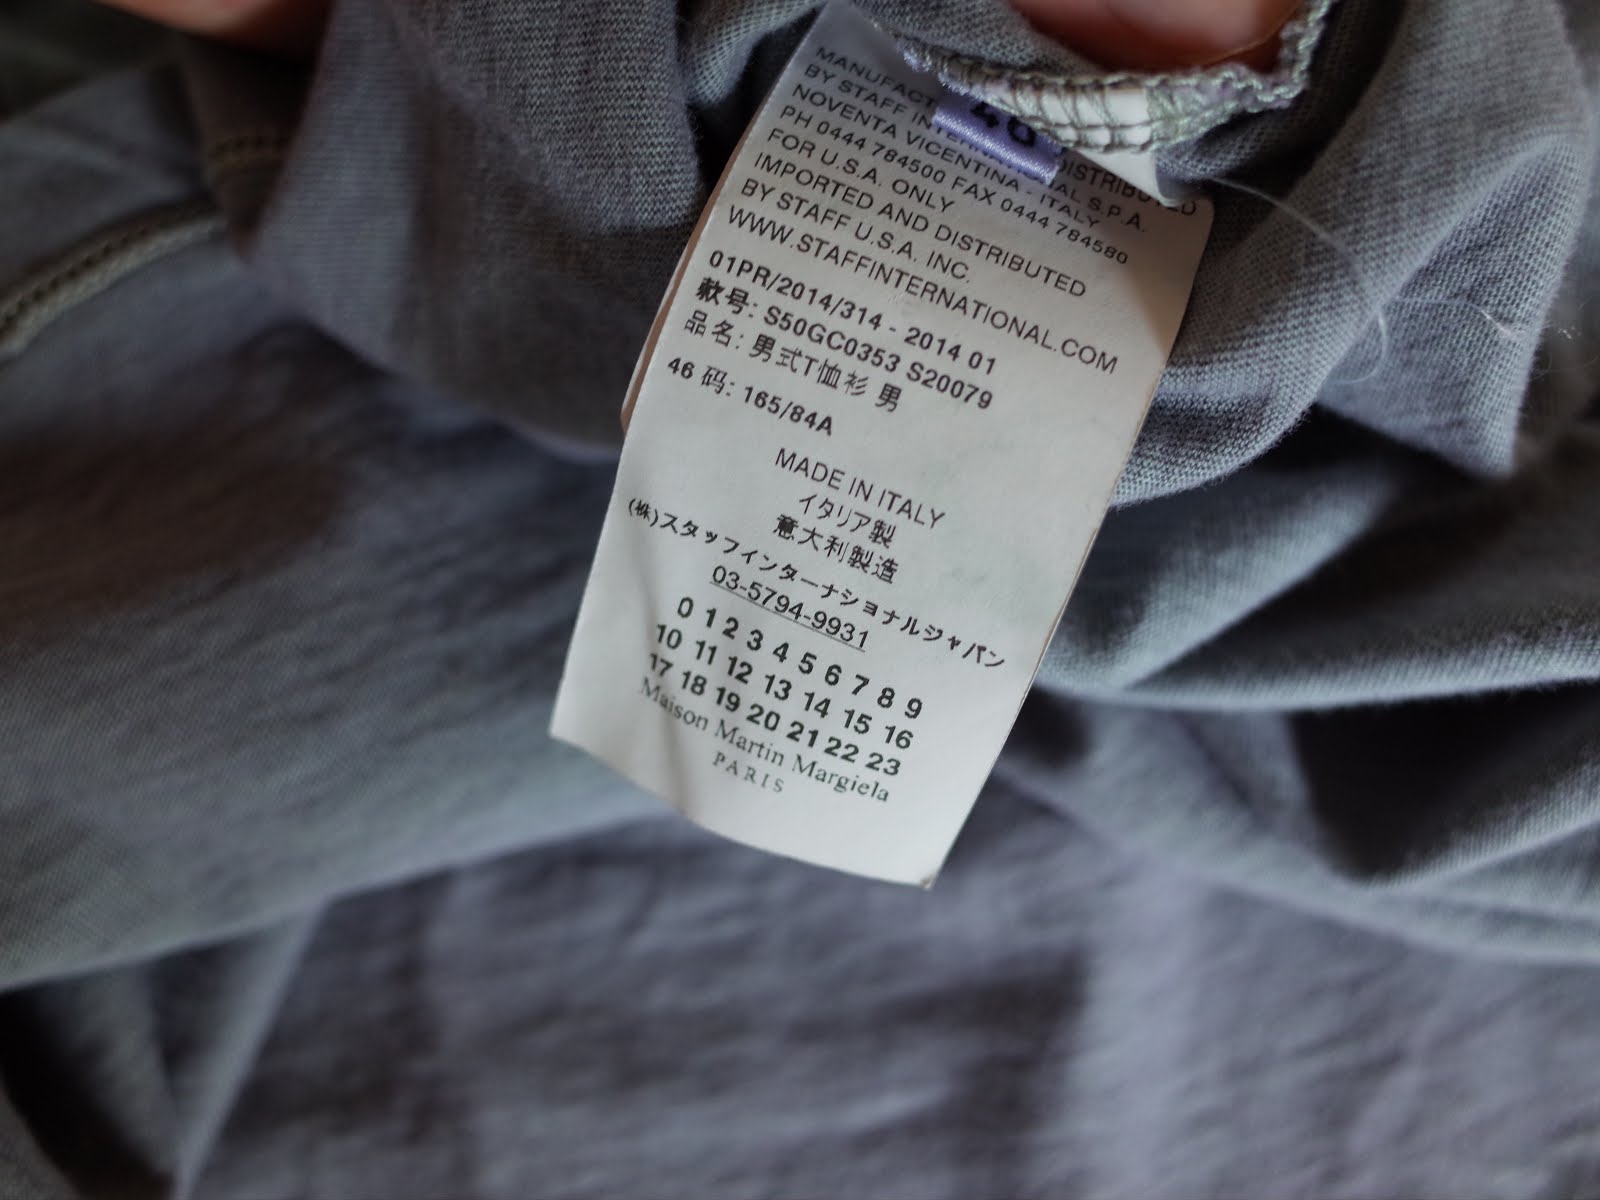 BY STAFF INTERNATIONAL S.P.A.
NOVENTA VICENTINA - ITALY
PH 0444 784500 FAX 0444 784580
FOR U.S.A. ONLY
IMPORTED AND DISTRIBUTED
BY STAFF U.S.A. INC.
WWW.STAFFINTERNATIONAL.COM
01PR/2014/314 - 2014 01
款号: S50GC0353 S20079
品名: 男式T恤衫 男
46 码: 165/84A
MADE IN ITALY
イタリア製
意大利製造
(株)スタッフインターナショナルジャパン
03-5794-9931
0 1 2 3 4 5 6 7 8 9
10 11 12 13 14 15 16
17 18 19 20 21 22 23
Maison Martin Margiela
PARIS